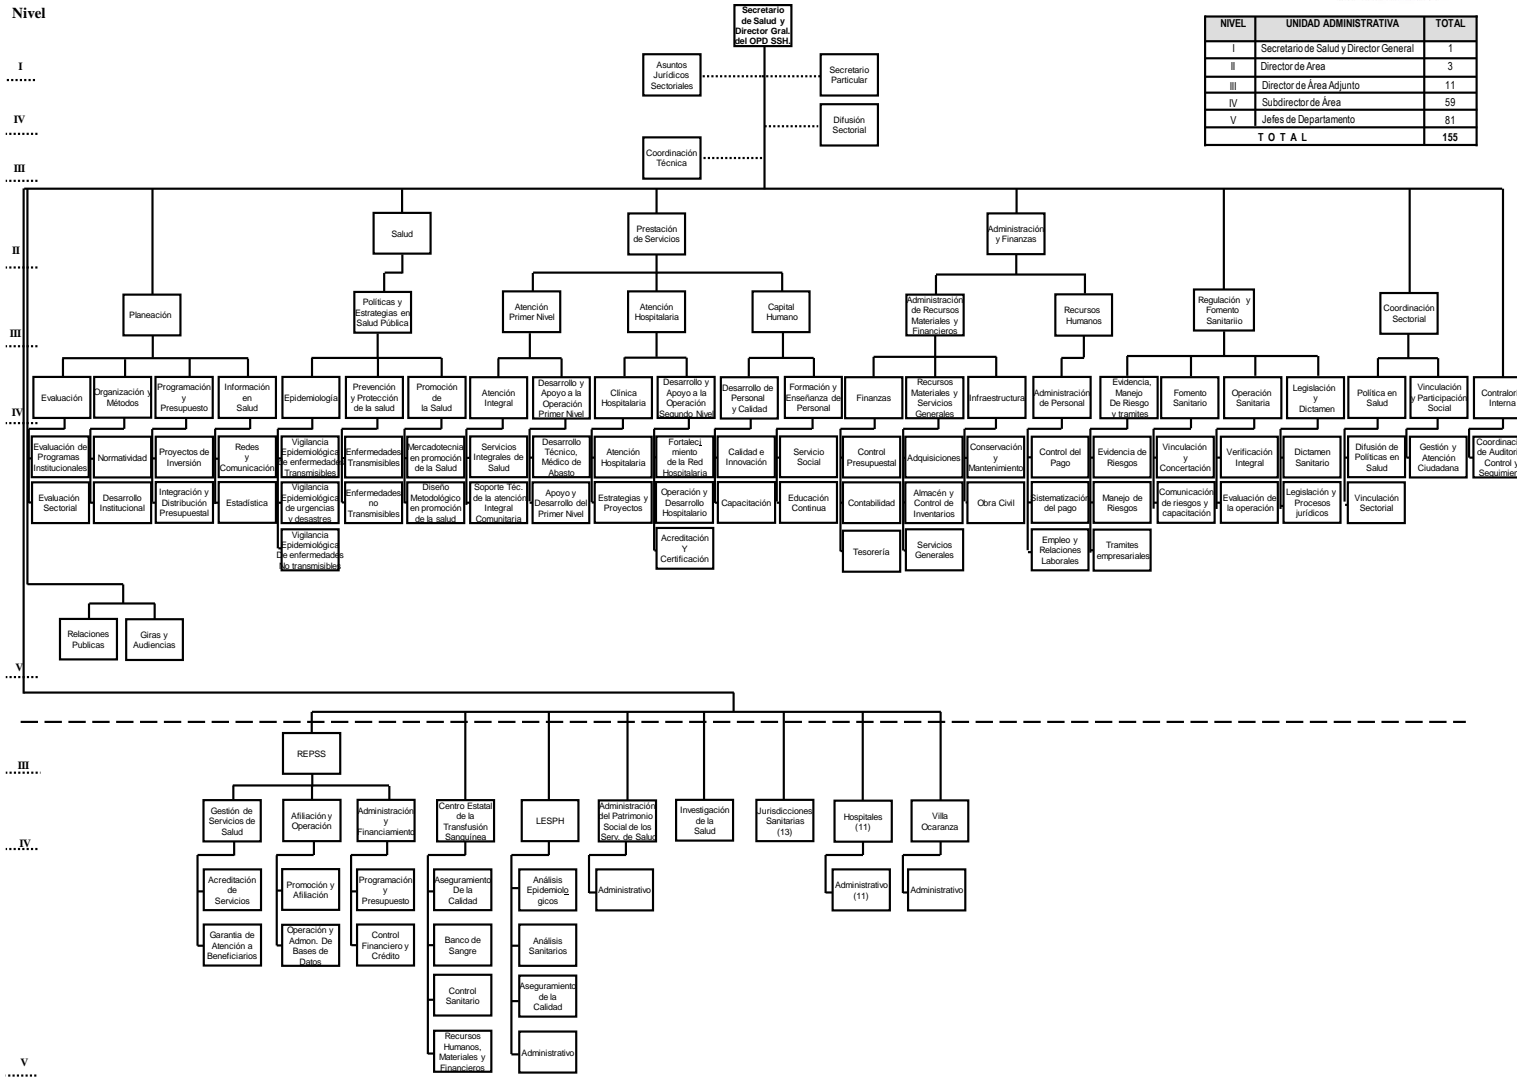 Nivel
Secretario
de Salud y
Director Gral.
del OPD SSH.
NIVEL UNIDAD ADMINISTRATIVA TOTAL
I Secretario de Salud y Director General 1
II Director de Area 3
III Director de Área Adjunto 11
IV Subdirector de Área 59
V Jefes de Departamento 81
T O T A L 155
I
Asuntos
Jurídicos
Sectoriales
Secretario
Particular
IV
Difusión
Sectorial
Coordinación
Técnica
III
Salud
Prestación
de Servicios
Administración
y Finanzas
II
Planeación
Políticas y
Estrategias en
Salud Pública
Atención
Primer Nivel
Atención
Hospitalaria
Capital
Humano
Administración
de Recursos
Materiales y
Financieros
Recursos
Humanos
Regulación y
Fomento
Sanitariio
Coordinación
Sectorial
III
Evaluación
Organización y
Métodos
Programación
y
Presupuesto
Información
en
Salud
Epidemiología
Prevención
y Protección
de la salud
Promoción
de
la Salud
Atención
Integral
Desarrollo y
Apoyo a la
Operación
Primer Nivel
Clínica
Hospitalaria
Desarrollo y
Apoyo a la
Operación
Segundo Nivel
Desarrollo de
Personal
y Calidad
Formación y
Enseñanza de
Personal
Finanzas
Recursos
Materiales y
Servicios
Generales
Infraestructura
Administración
de Personal
Evidencia,
Manejo
De Riesgo
y tramites
Fomento
Sanitario
Operación
Sanitaria
Legislación
y
Dictamen
Política en
Salud
Vinculación
y Participación
Social
Contralor
Interna
IV
Evaluación de
Programas
Institucionales
Normatividad
Proyectos de
Inversión
Redes
y
Comunicación
Vigilancia
Epidemiológica
de enfermedades
Transmisibles
Enfermedades
Transmisibles
Mercadotecnia
en promoción
de la Salud
Servicios
Integrales de
Salud
Desarrollo
Técnico,
Médico de
Abasto
Atención
Hospitalaria
Fortaleci
miento
de la Red
Hospitalaria
Calidad e
Innovación
Servicio
Social
Control
Presupuestal
Adquisiciones
Conservación
y
Mantenimiento
Control del
Pago
Evidencia de
Riesgos
Vinculación
y
Concertación
Verificación
Integral
Dictamen
Sanitario
Difusión de
Políticas en
Salud
Gestión y
Atención
Ciudadana
Coordinac
de Auditorí
Control y
Seguimien
Evaluación
Sectorial
Desarrollo
Institucional
Integración y
Distribución
Presupuestal
Estadística
Vigilancia
Epidemiológica
de urgencias
y desastres
Enfermedades
no
Transmisibles
Diseño
Metodológico
en promoción
de la salud
Soporte Téc.
de la atención
Integral
Comunitaria
Apoyo y
Desarrollo del
Primer Nivel
Estrategias y
Proyectos
Operación y
Desarrollo
Hospitalario
Capacitación
Educación
Continua
Contabilidad
Almacén y
Control de
Inventarios
Obra Civil
Sistematización
del pago
Manejo de
Riesgos
Comunicación
de riesgos y
capacitación
Evaluación de
la operación
Legislación y
Procesos
jurídicos
Vinculación
Sectorial
Vigilancia
Epidemiológica
De enfermedades
No transmisibles
Acreditación
Y
Certificación
Tesorería
Servicios
Generales
Empleo y
Relaciones
Laborales
Tramites
empresariales
Relaciones
Publicas
Giras y
Audiencias
V
REPSS
III
Gestión de
Servicios de
Salud
Afiliación y
Operación
Administración
y
Financiamiento
Centro Estatal
de la
Transfusión
Sanguínea
LESPH
Administración
del Patrimonio
Social de los
Serv. de Salud
Investigación
de la
Salud
Jurisdicciones
Sanitarias
(13)
Hospitales
(11)
Villa
Ocaranza
IV
Acreditación
de
Servicios
Promoción y
Afiliación
Programación
y
Presupuesto
Aseguramiento
De la
Calidad
Análisis
Epidemioló
gicos
Administrativo
Administrativo
(11)
Administrativo
Garantia de
Atención a
Beneficiarios
Operación y
Admon. De
Bases de
Datos
Control
Financiero y
Crédito
Banco de
Sangre
Análisis
Sanitarios
Control
Sanitario
Aseguramiento
de la
Calidad
Recursos
Humanos,
Materiales y
Financieros
Administrativo
V